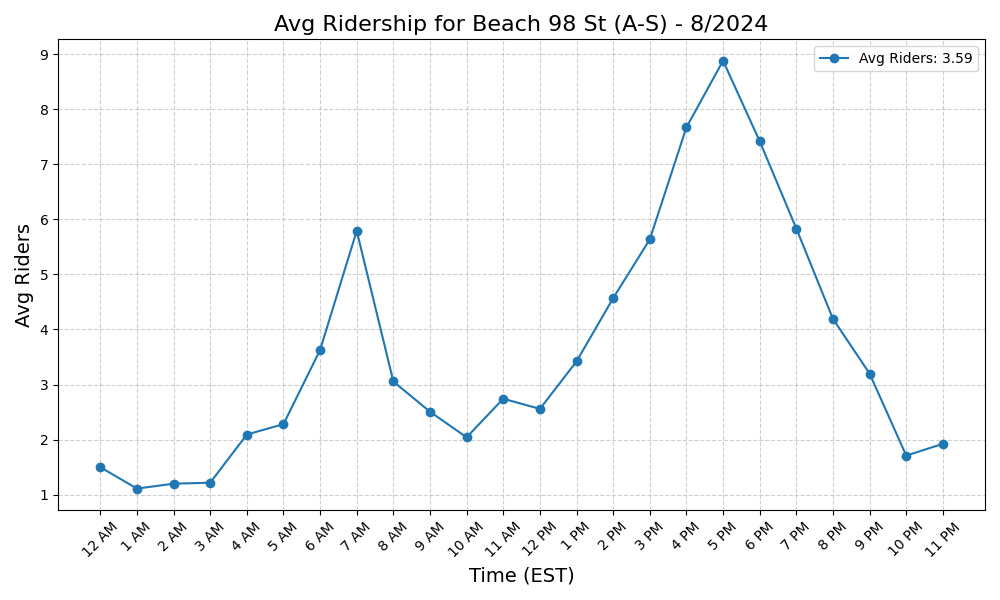 Avg Ridership for Beach 98 St (A-S) - 8/2024
Avg Riders: 3.59
Avg Riders
9
8
7
6
5
4
3
2
1
12 AM
1 AM
2 AM
3 AM
4 AM
5 AM
6 AM
7 AM
8 AM
9 AM
10 AM
11 AM
12 PM
1 PM
2 PM
3 PM
4 PM
5 PM
6 PM
7 PM
8 PM
9 PM
10 PM
11 PM
Time (EST)